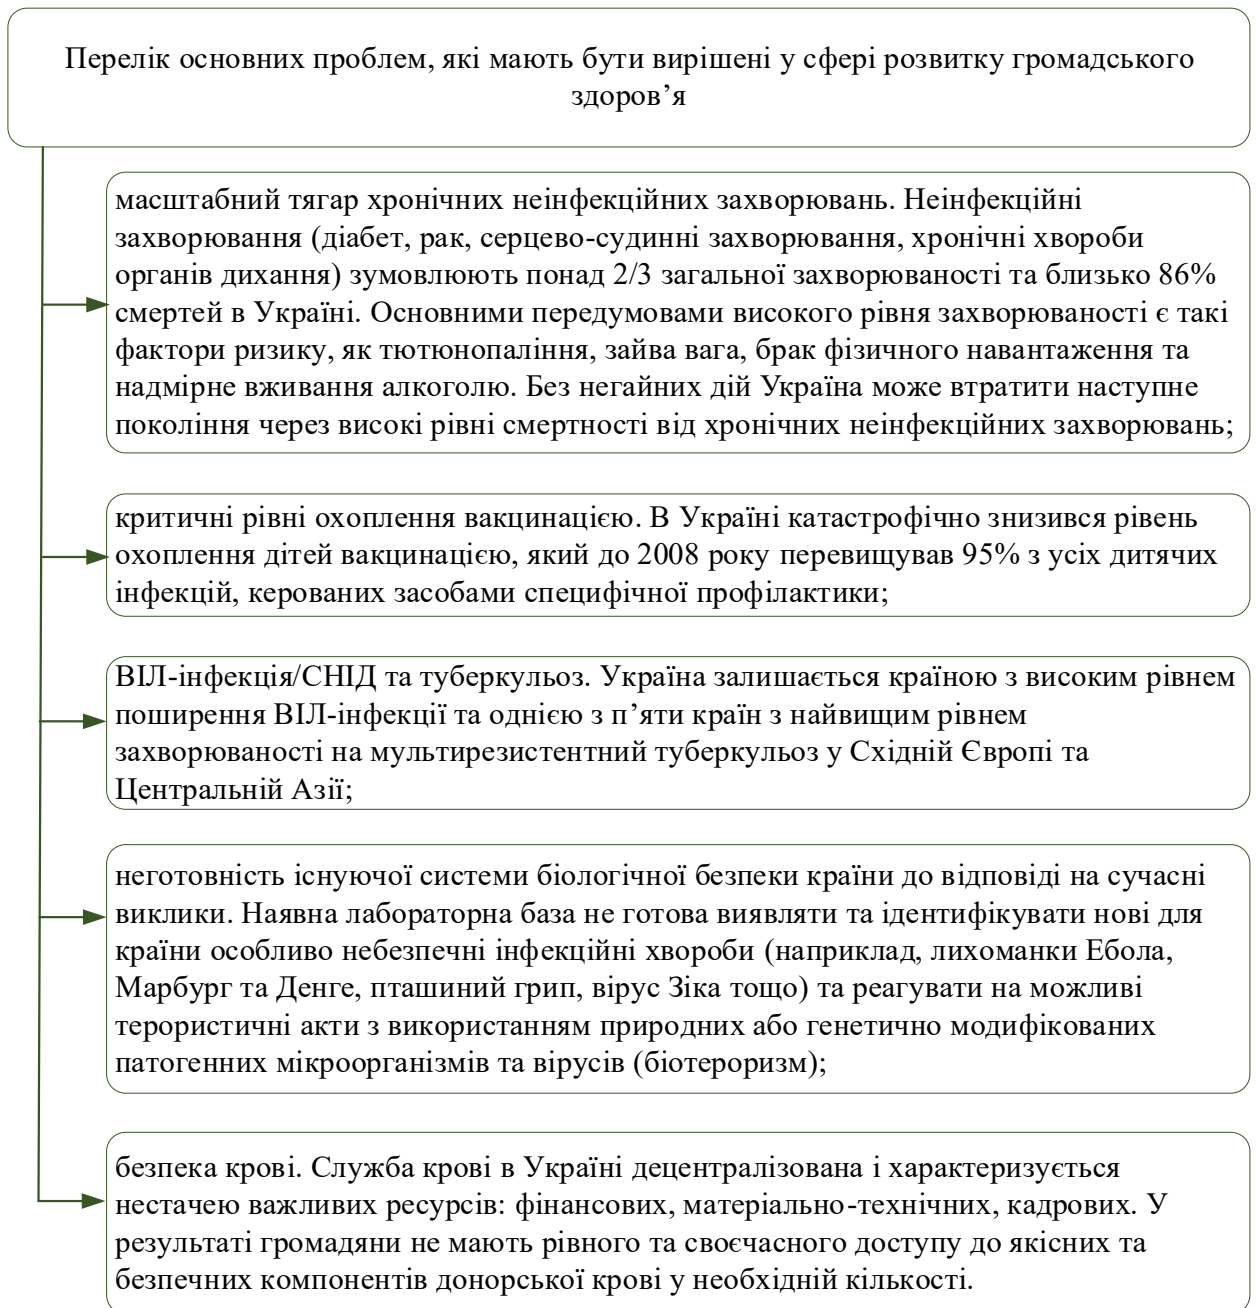 Перелік основних проблем, які мають бути вирішені у сфері розвитку громадського
здоров’я
масштабний тягар хронічних неінфекційних захворювань. Неінфекційні
захворювання (діабет, рак, серцево-судинні захворювання, хронічні хвороби
органів дихання) зумовлюють понад 2/3 загальної захворюваності та близько 86%
смертей в Україні. Основними передумовами високого рівня захворюваності є такі
фактори ризику, як тютюнопаління, зайва вага, брак фізичного навантаження та
надмірне вживання алкоголю. Без негайних дій Україна може втратити наступне
покоління через високі рівні смертності від хронічних неінфекційних захворювань;
критичні рівні охоплення вакцинацією. В Україні катастрофічно знизився рівень
охоплення дітей вакцинацією, який до 2008 року перевищував 95% з усіх дитячих
інфекцій, керованих засобами специфічної профілактики;
ВІЛ-інфекція/СНІД та туберкульоз. Україна залишається країною з високим рівнем
поширення ВІЛ-інфекції та однією з п’яти країн з найвищим рівнем
захворюваності на мультирезистентний туберкульоз у Східній Європі та
Центральній Азії;
неготовність існуючої системи біологічної безпеки країни до відповіді на сучасні
виклики. Наявна лабораторна база не готова виявляти та ідентифікувати нові для
країни особливо небезпечні інфекційні хвороби (наприклад, лихоманки Ебола,
Марбург та Денге, пташиний грип, вірус Зіка тощо) та реагувати на можливі
терористичні акти з використанням природних або генетично модифікованих
патогенних мікроорганізмів та вірусів (біотероризм);
безпека крові. Служба крові в Україні децентралізована і характеризується
нестачею важливих ресурсів: фінансових, матеріально-технічних, кадрових. У
результаті громадяни не мають рівного та своєчасного доступу до якісних та
безпечних компонентів донорської крові у необхідній кількості.